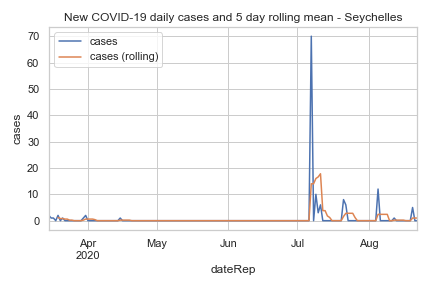 New COVID-19 daily cases and 5 day rolling mean - Seychelles
cases
cases (rolling)
70
60
50
40
30
20
10
0
cases
Apr
2020
May
Jun
Jul
Aug
dateRep